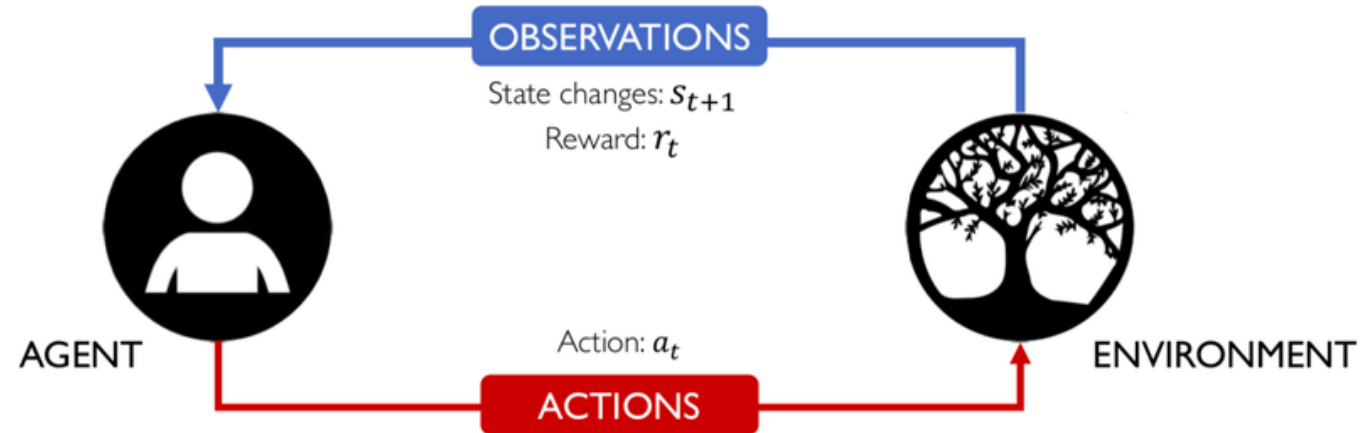 OBSERVATIONS
State changes: $s_{t+1}$
Reward: $r_t$
AGENT
Action: $a_t$
ENVIRONMENT
ACTIONS